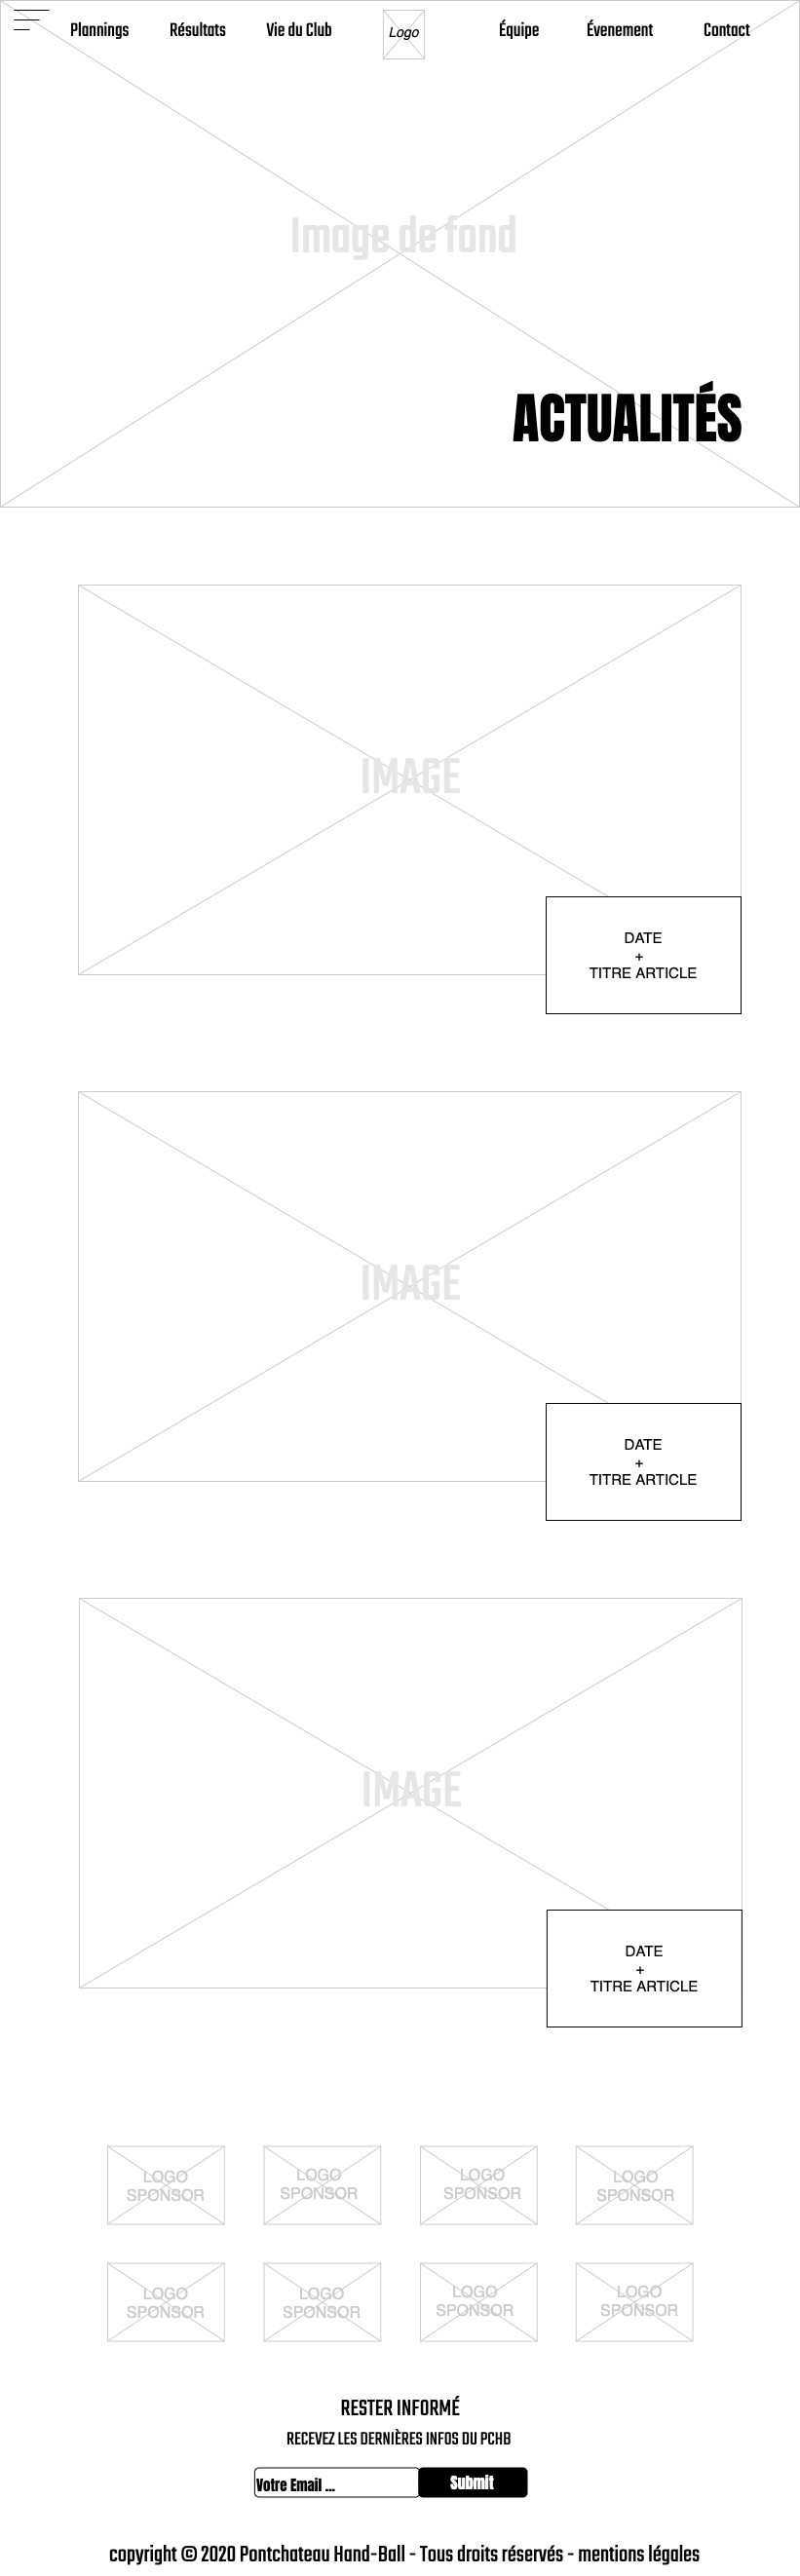 Plannings Résultats Vie du Club Logo Équipe Évenement Contact
Image de fond
ACTUALITÉS
IMAGE
DATE
+
TITRE ARTICLE
IMAGE
DATE
+
TITRE ARTICLE
IMAGE
DATE
+
TITRE ARTICLE
LOGO
SPONSOR
LOGO
SPONSOR
LOGO
SPONSOR
LOGO
SPONSOR
LOGO
SPONSOR
LOGO
SPONSOR
LOGO
SPONSOR
LOGO
SPONSOR
RESTER INFORMÉ
RECEVEZ LES DERNIÈRES INFOS DU PCHB
Votre Email ... Submit
copyright © 2020 Pontchateau Hand-Ball - Tous droits réservés - mentions légales